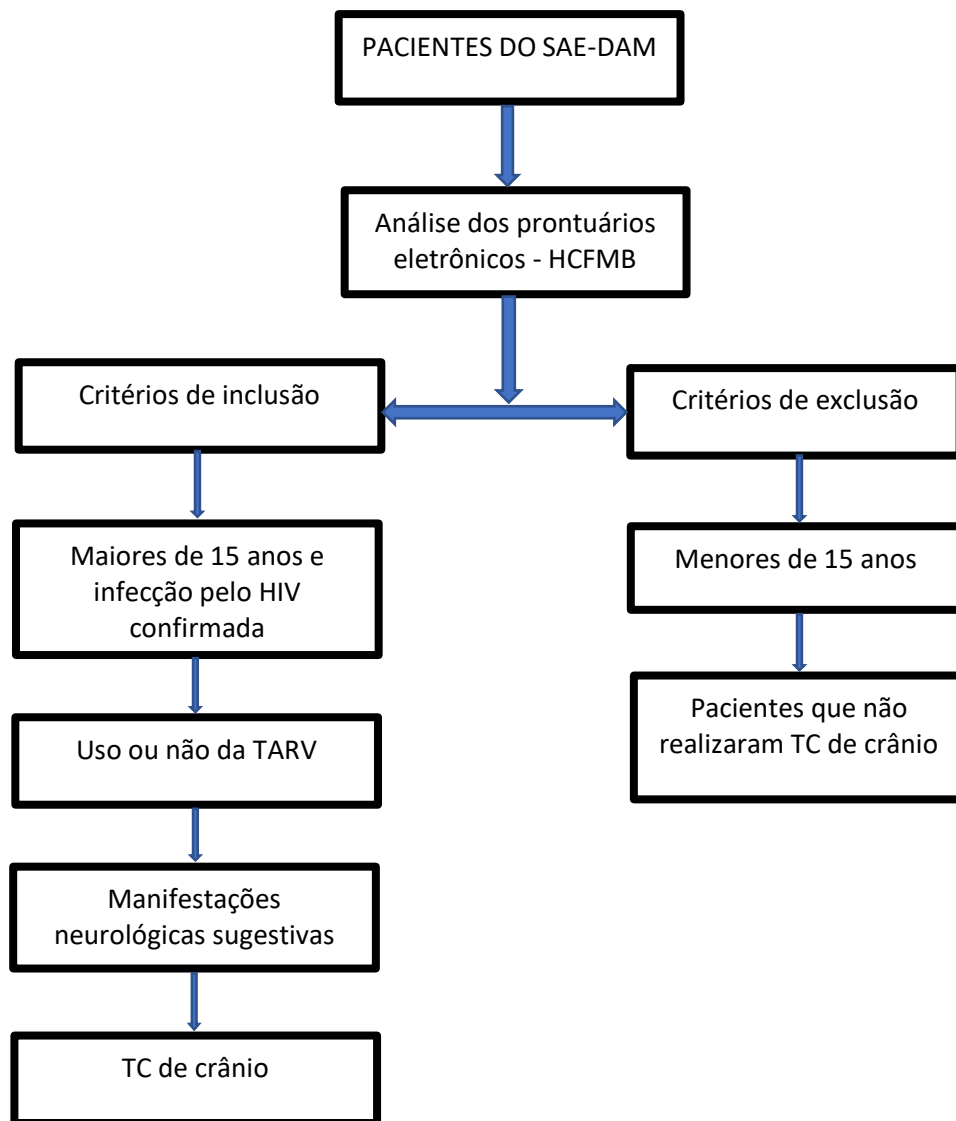 PACIENTES DO SAE-DAM
Análise dos prontuários
eletrônicos - HCFMB
Critérios de inclusão
Critérios de exclusão
Maiores de 15 anos e
infecção pelo HIV
confirmada
Menores de 15 anos
Uso ou não da TARV
Pacientes que não
realizaram TC de crânio
Manifestações
neurológicas sugestivas
TC de crânio